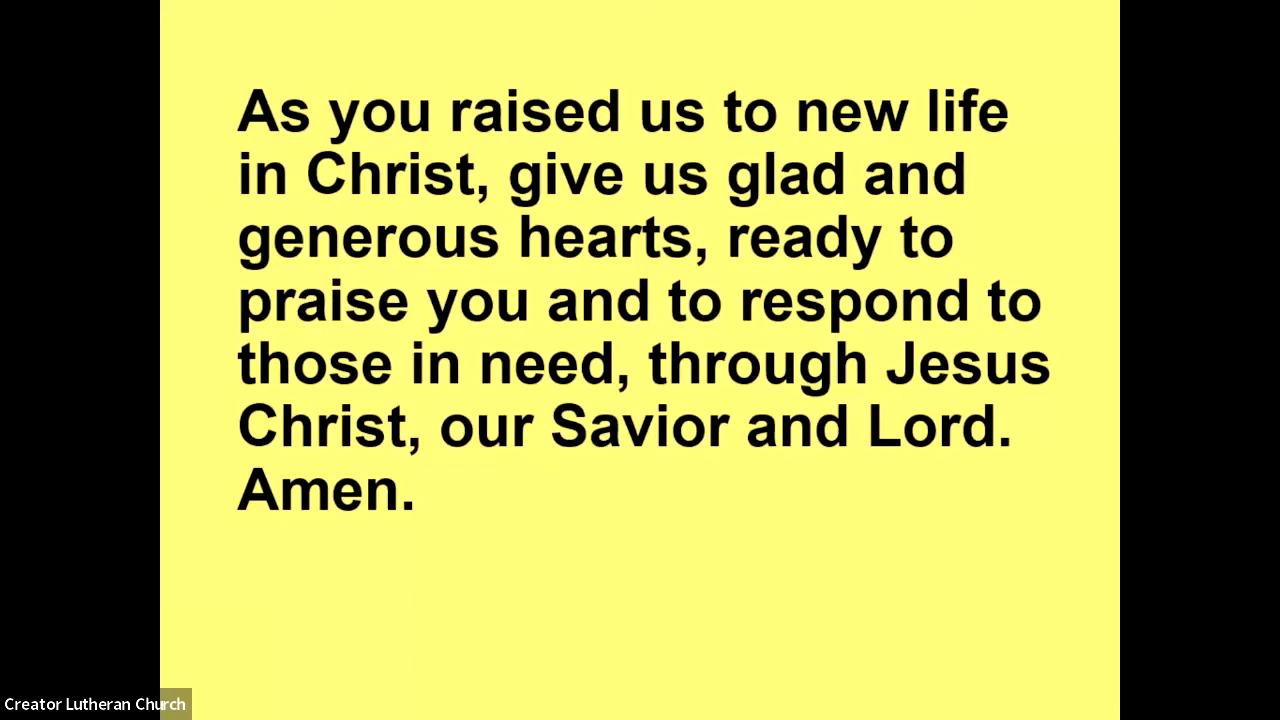 As you raised us to new life
in Christ, give us glad and
generous hearts, ready to
praise you and to respond to
those in need, through Jesus
Christ, our Savior and Lord.
Amen.
Creator Lutheran Church